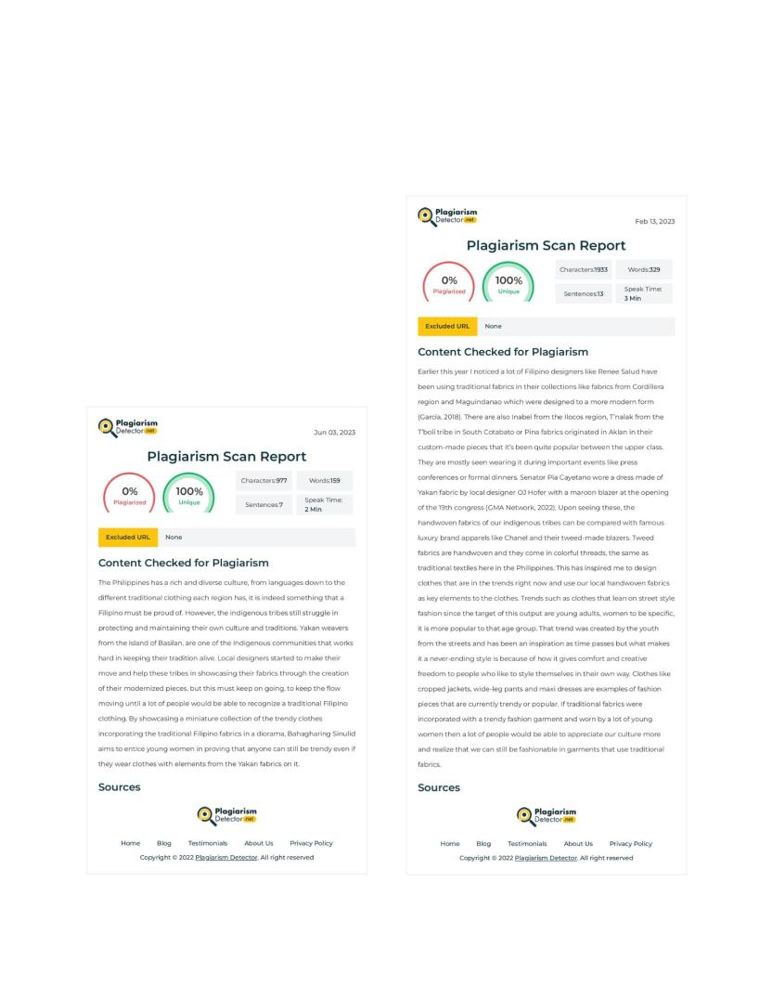 Plagiarism
Detector.net
Jun 03, 2023
Plagiarism Scan Report
0%
Plagiarized
100%
Unique
Characters:977
Words:159
Sentences:7
Speak Time:
2 Min
Excluded URL
None
Content Checked for Plagiarism
The Philippines has a rich and diverse culture, from languages down to the
different traditional clothing each region has, it is indeed something that a
Filipino must be proud of. However, the indigenous tribes still struggle in
protecting and maintaining their own culture and traditions. Yakan weavers
from the island of Basilan, are one of the Indigenous communities that works
hard in keeping their tradition alive. Local designers started to make their
move and help these tribes in showcasing their fabrics through the creation
of their modernized pieces, but this must keep on going, to keep the flow
moving until a lot of people would be able to recognize a traditional Filipino
clothing. By showcasing a miniature collection of the trendy clothes
incorporating the traditional Filipino fabrics in a diorama, Bahagharing Sinulid
aims to entice young women in proving that anyone can still be trendy even if
they wear clothes with elements from the Yakan fabrics on it.
Sources
Plagiarism
Detector.net
Home Blog Testimonials About Us Privacy Policy
Copyright © 2022 Plagiarism Detector. All right reserved
Plagiarism
Detector.net
Feb 13, 2023
Plagiarism Scan Report
0%
Plagiarized
100%
Unique
Characters:1933
Words:329
Sentences:13
Speak Time:
3 Min
Excluded URL
None
Content Checked for Plagiarism
Earlier this year I noticed a lot of Filipino designers like Renee Salud have
been using traditional fabrics in their collections like fabrics from Cordillera
region and Maguindanao which were designed to a more modern form
(Garcia, 2018). There are also Inabel from the Ilocos region, T'nalak from the
T'boli tribe in South Cotabato or Pina fabrics originated in Aklan in their
custom-made pieces that it's been quite popular between the upper class.
They are mostly seen wearing it during important events like press
conferences or formal dinners. Senator Pia Cayetano wore a dress made of
Yakan fabric by local designer OJ Hofer with a maroon blazer at the opening
of the 19th congress (GMA Network, 2022). Upon seeing these, the
handwoven fabrics of our indigenous tribes can be compared with famous
luxury brand apparels like Chanel and their tweed-made blazers. Tweed
fabrics are handwoven and they come in colorful threads, the same as
traditional textiles here in the Philippines. This has inspired me to design
clothes that are in the trends right now and use our local handwoven fabrics
as key elements to the clothes. Trends such as clothes that lean on street style
fashion since the target of this output are young adults, women to be specific,
it is more popular to that age group. That trend was created by the youth
from the streets and has been an inspiration as time passes but what makes
it a never-ending style is because of how it gives comfort and creative
freedom to people who like to style themselves in their own way. Clothes like
cropped jackets, wide-leg pants and maxi dresses are examples of fashion
pieces that are currently trendy or popular. If traditional fabrics were
incorporated with a trendy fashion garment and worn by a lot of young
women then a lot of people would be able to appreciate our culture more
and realize that we can still be fashionable in garments that use traditional
fabrics.
Sources
Plagiarism
Detector.net
Home Blog Testimonials About Us Privacy Policy
Copyright © 2022 Plagiarism Detector. All right reserved